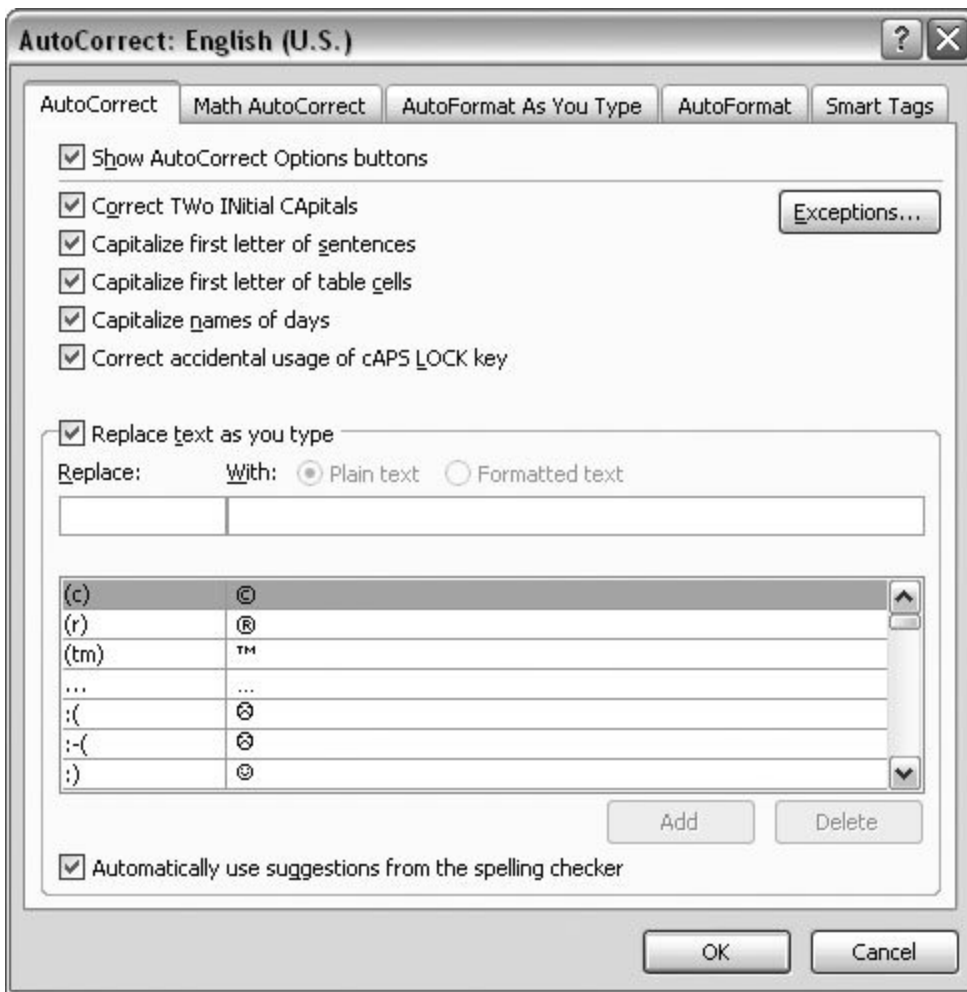 AutoCorrect: English (U.S.)
AutoCorrect Math AutoCorrect AutoFormat As You Type AutoFormat Smart Tags
Show AutoCorrect Options buttons
Correct TWo INitial CApitals Exceptions...
Capitalize first letter of sentences
Capitalize first letter of table cells
Capitalize names of days
Correct accidental usage of cAPS LOCK key
Replace text as you type
Replace: With: Plain text Formatted text
(c) ©
(r) ®
(tm) ™
... …
:( ☹
:-( ☹
:) ☺
Add Delete
Automatically use suggestions from the spelling checker
OK Cancel